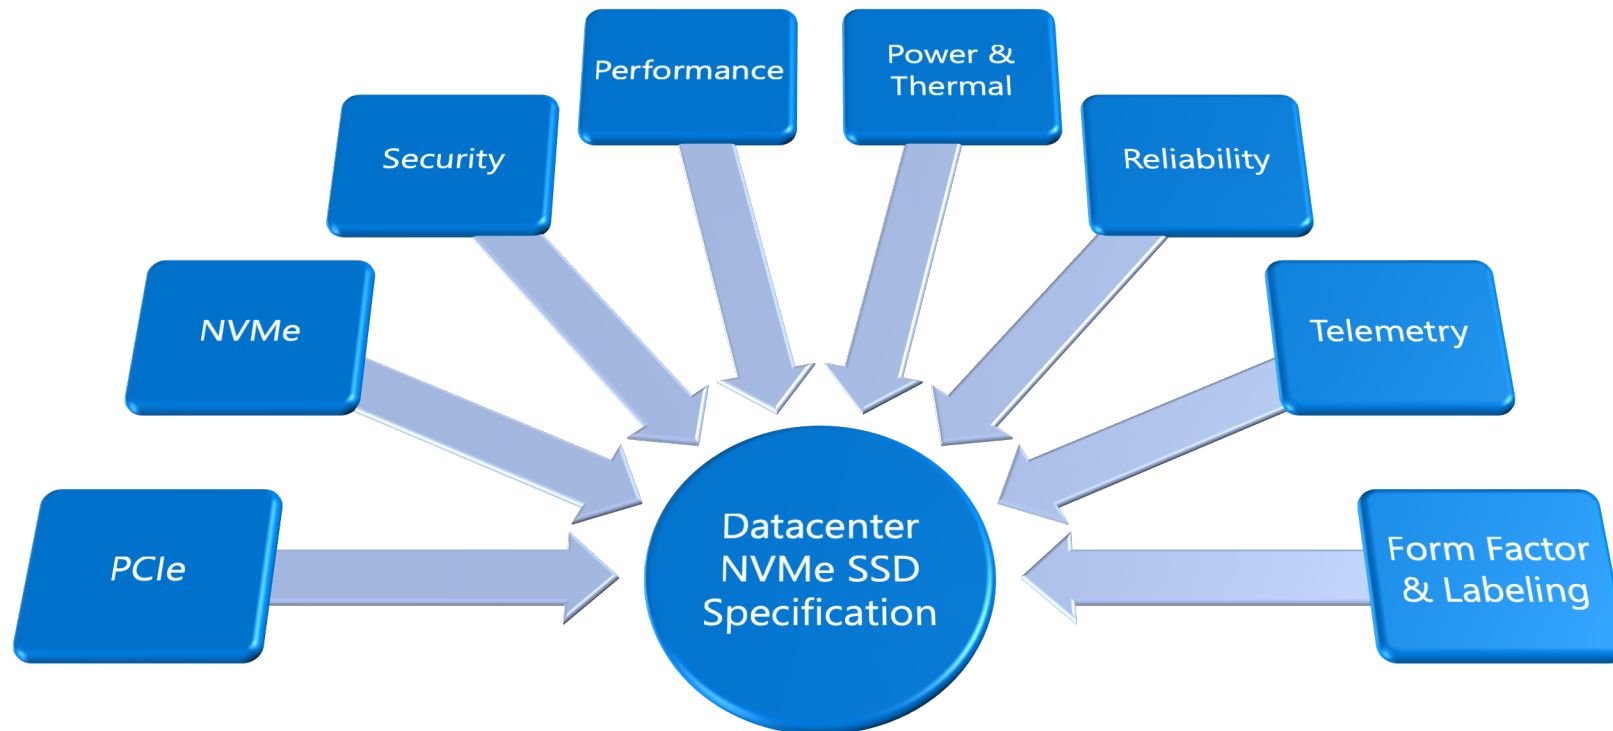 Performance
Power &
Thermal
Security
Reliability
NVMe
Telemetry
PCIe
Datacenter
NVMe SSD
Specification
Form Factor
& Labeling